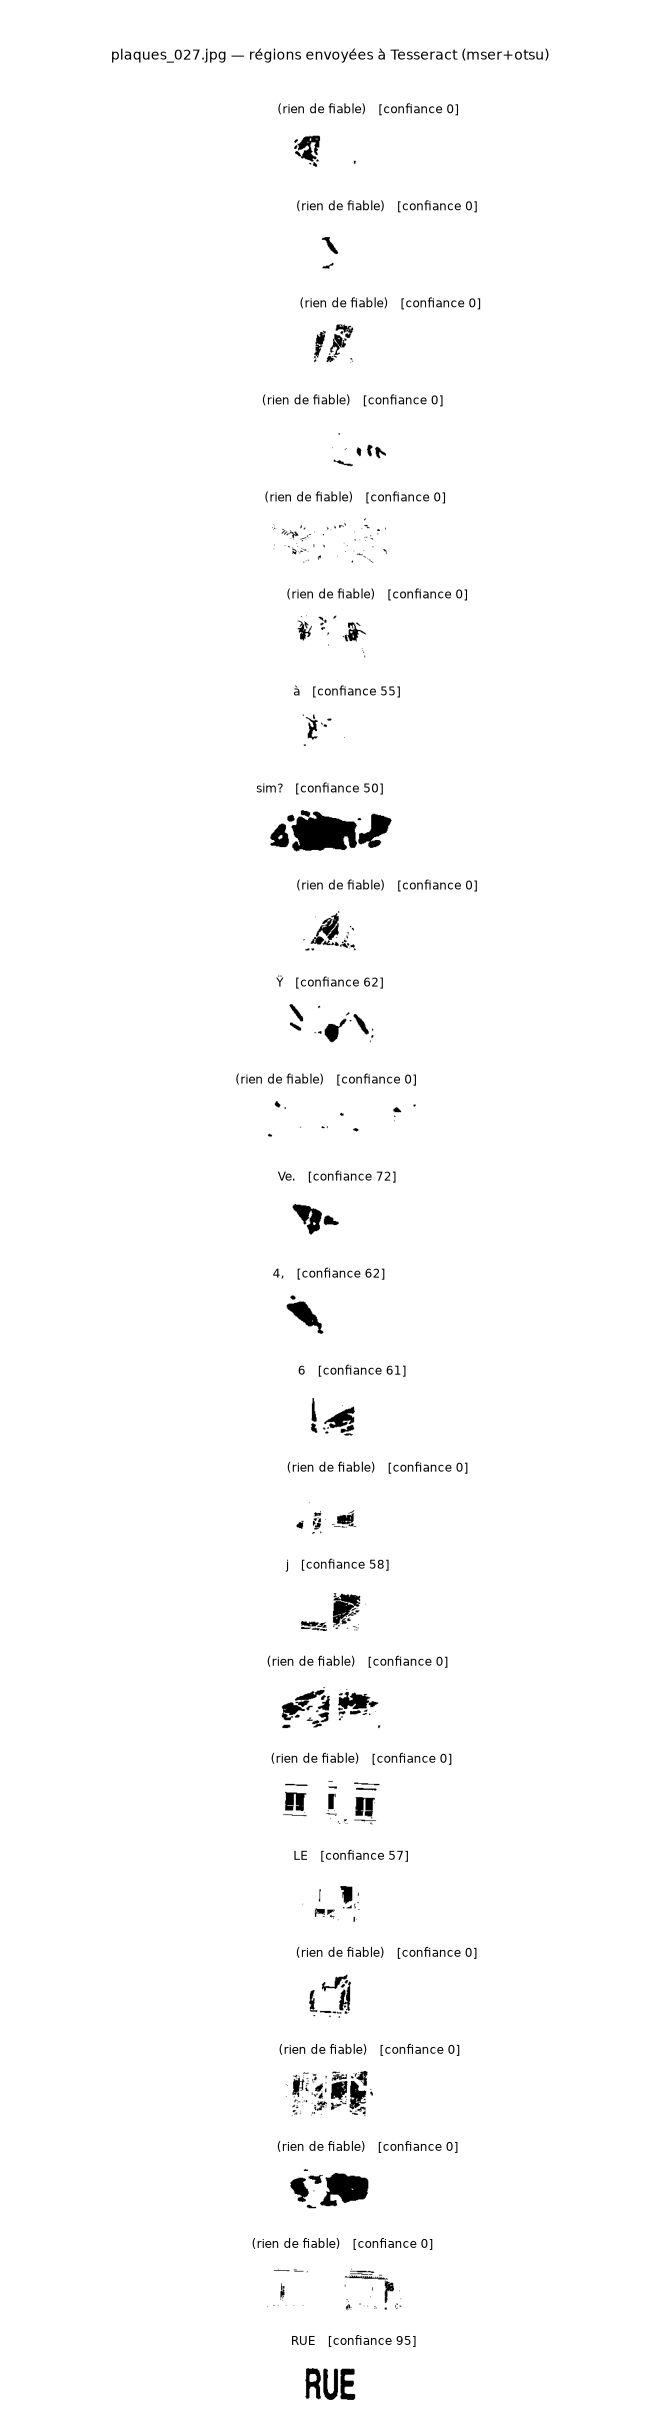 plaques_027.jpg — régions envoyées à Tesseract (mser+otsu)
(rien de fiable) [confiance 0]
(rien de fiable) [confiance 0]
(rien de fiable) [confiance 0]
(rien de fiable) [confiance 0]
(rien de fiable) [confiance 0]
(rien de fiable) [confiance 0]
à [confiance 55]
sim? [confiance 50]
(rien de fiable) [confiance 0]
Ÿ [confiance 62]
(rien de fiable) [confiance 0]
Ve. [confiance 72]
4, [confiance 62]
6 [confiance 61]
(rien de fiable) [confiance 0]
j [confiance 58]
(rien de fiable) [confiance 0]
(rien de fiable) [confiance 0]
LE [confiance 57]
(rien de fiable) [confiance 0]
(rien de fiable) [confiance 0]
(rien de fiable) [confiance 0]
(rien de fiable) [confiance 0]
RUE [confiance 95]
RUE